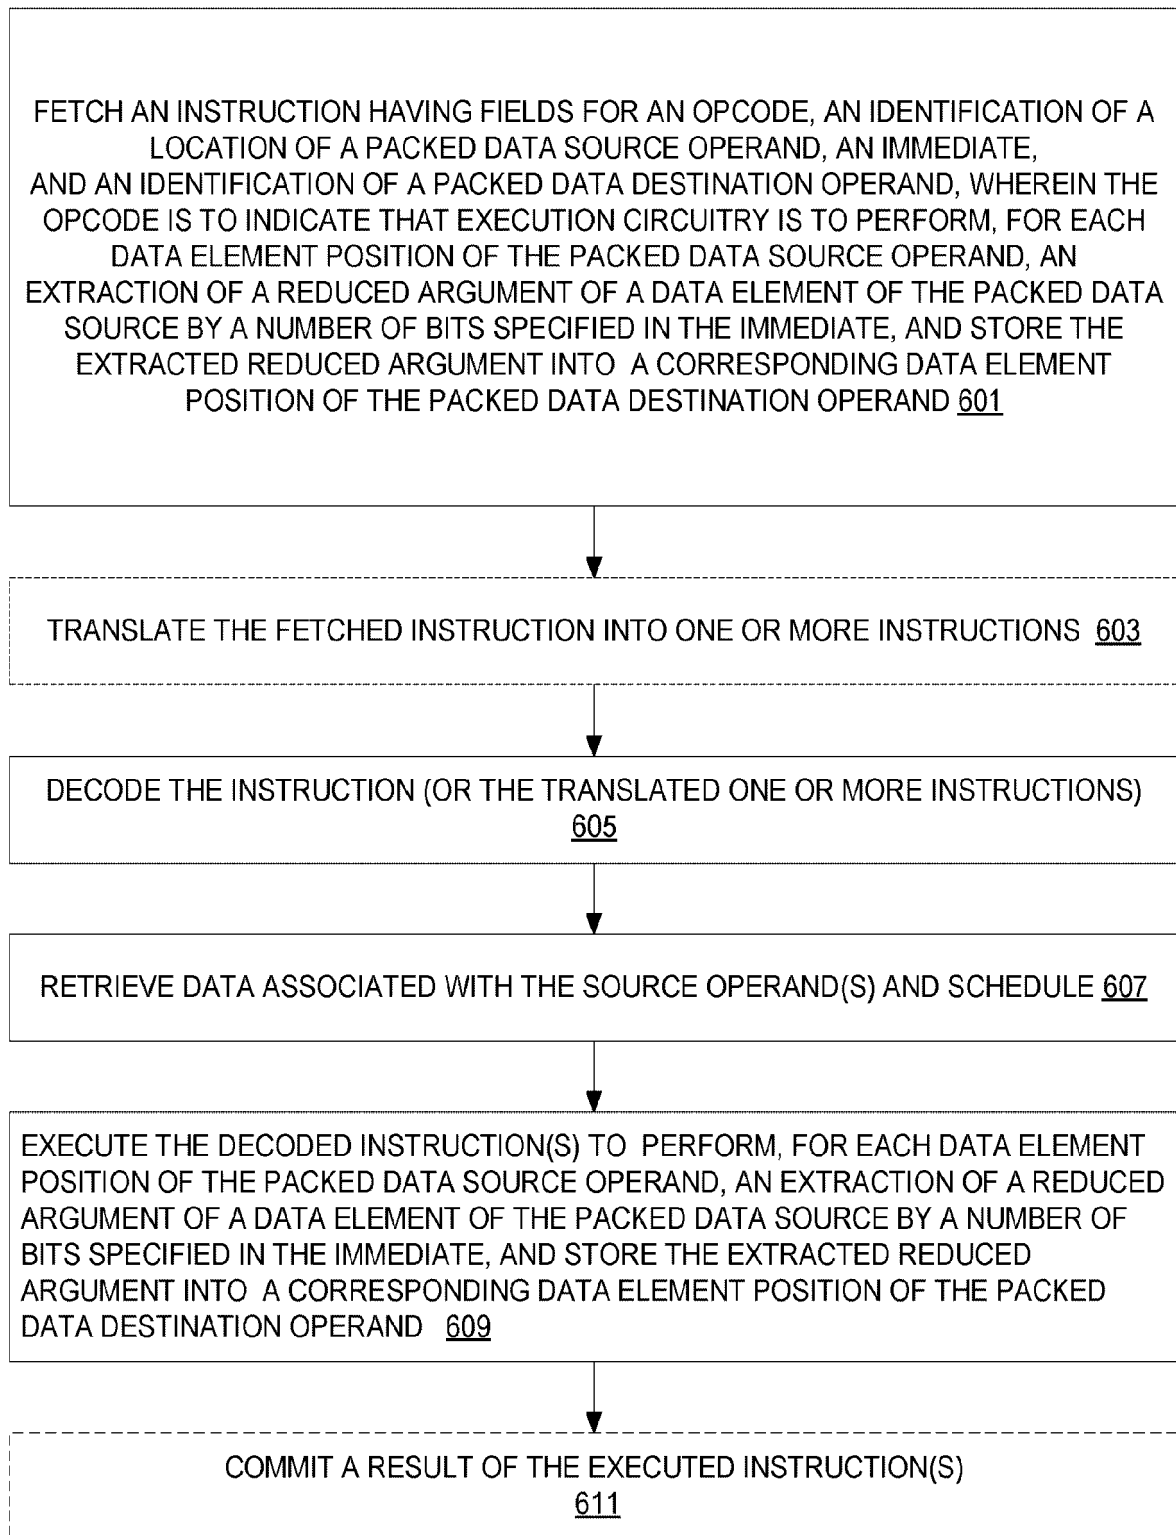 FETCH AN INSTRUCTION HAVING FIELDS FOR AN OPCODE, AN IDENTIFICATION OF A
LOCATION OF A PACKED DATA SOURCE OPERAND, AN IMMEDIATE,
AND AN IDENTIFICATION OF A PACKED DATA DESTINATION OPERAND, WHEREIN THE
OPCODE IS TO INDICATE THAT EXECUTION CIRCUITRY IS TO PERFORM, FOR EACH
DATA ELEMENT POSITION OF THE PACKED DATA SOURCE OPERAND, AN
EXTRACTION OF A REDUCED ARGUMENT OF A DATA ELEMENT OF THE PACKED DATA
SOURCE BY A NUMBER OF BITS SPECIFIED IN THE IMMEDIATE, AND STORE THE
EXTRACTED REDUCED ARGUMENT INTO A CORRESPONDING DATA ELEMENT
POSITION OF THE PACKED DATA DESTINATION OPERAND 601
TRANSLATE THE FETCHED INSTRUCTION INTO ONE OR MORE INSTRUCTIONS 603
DECODE THE INSTRUCTION (OR THE TRANSLATED ONE OR MORE INSTRUCTIONS)
605
RETRIEVE DATA ASSOCIATED WITH THE SOURCE OPERAND(S) AND SCHEDULE 607
EXECUTE THE DECODED INSTRUCTION(S) TO PERFORM, FOR EACH DATA ELEMENT
POSITION OF THE PACKED DATA SOURCE OPERAND, AN EXTRACTION OF A REDUCED
ARGUMENT OF A DATA ELEMENT OF THE PACKED DATA SOURCE BY A NUMBER OF
BITS SPECIFIED IN THE IMMEDIATE, AND STORE THE EXTRACTED REDUCED
ARGUMENT INTO A CORRESPONDING DATA ELEMENT POSITION OF THE PACKED
DATA DESTINATION OPERAND 609
COMMIT A RESULT OF THE EXECUTED INSTRUCTION(S)
611